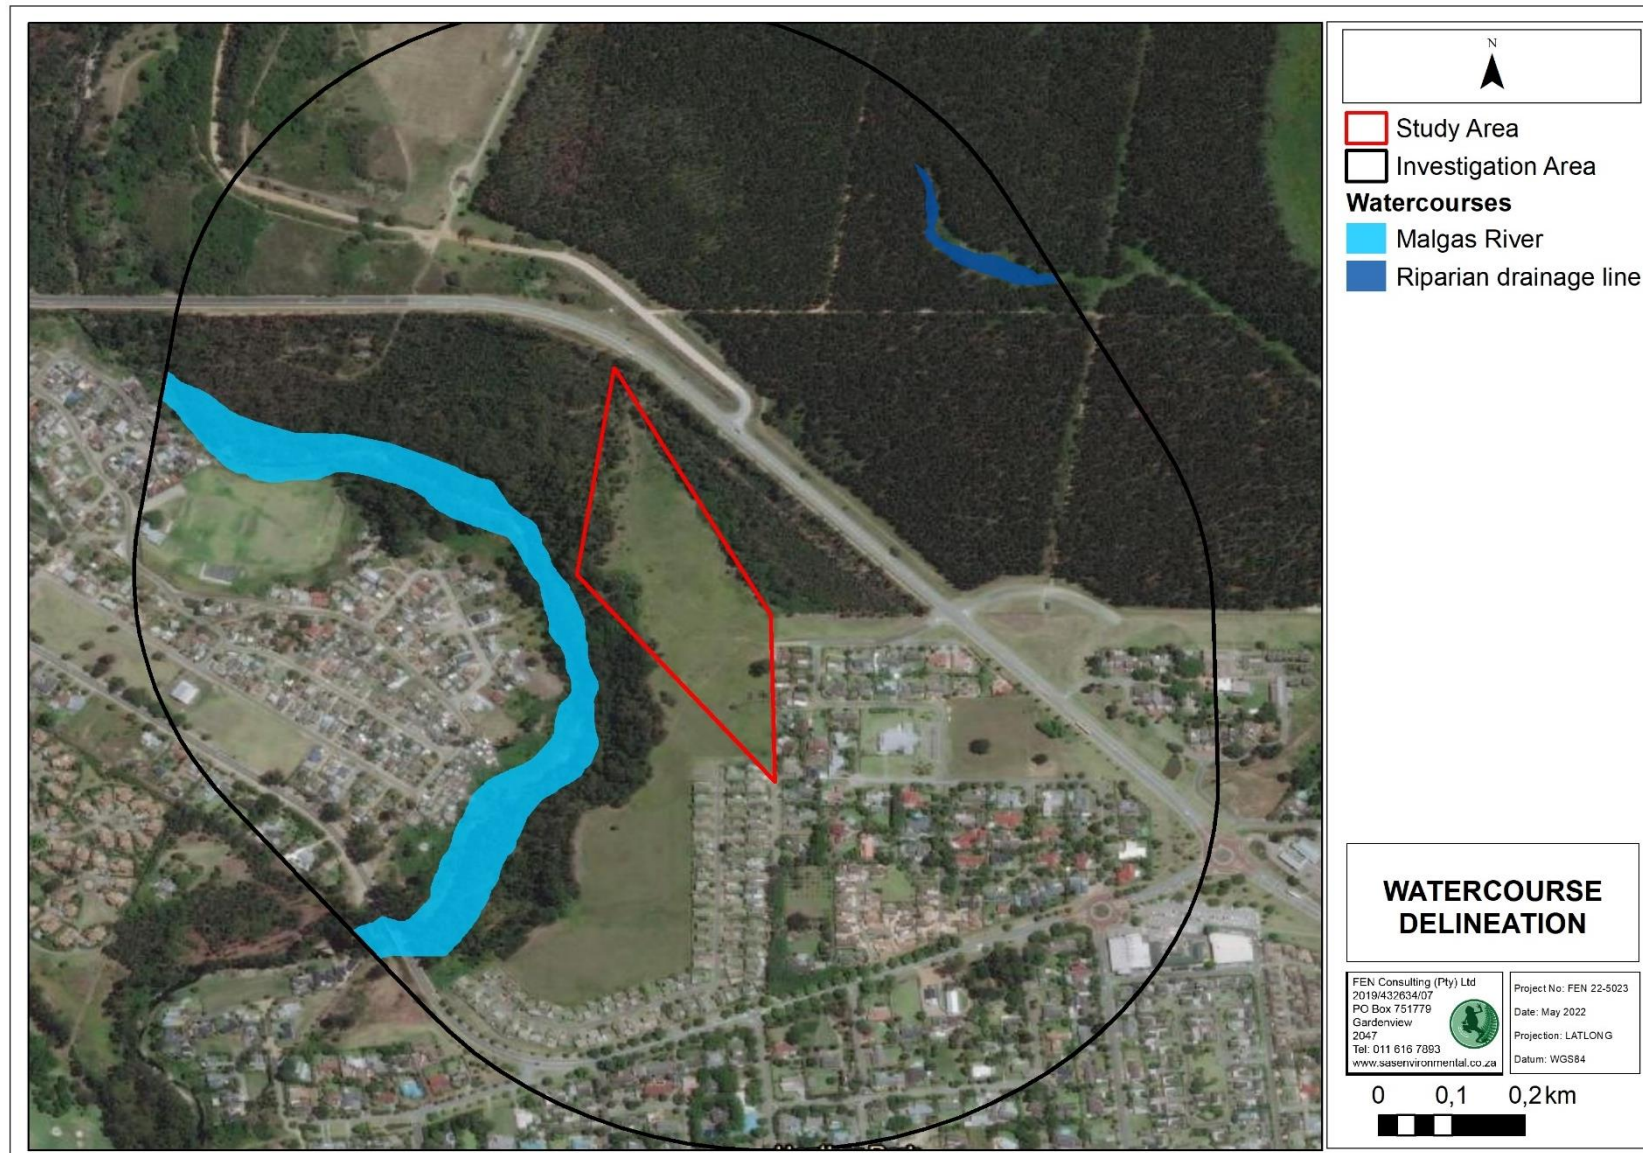 N
Study Area
Investigation Area
Watercourses
Malgas River
Riparian drainage line
WATERCOURSE
DELINEATION
FEN Consulting (Pty) Ltd
2019/432634/07
PO Box 751779
Gardenview
2047
Tel: 011 616 7893
www.sasenvironmental.co.za
Project No: FEN 22-5023
Date: May 2022
Projection: LATLONG
Datum: WGS84
0 0,1 0,2 km